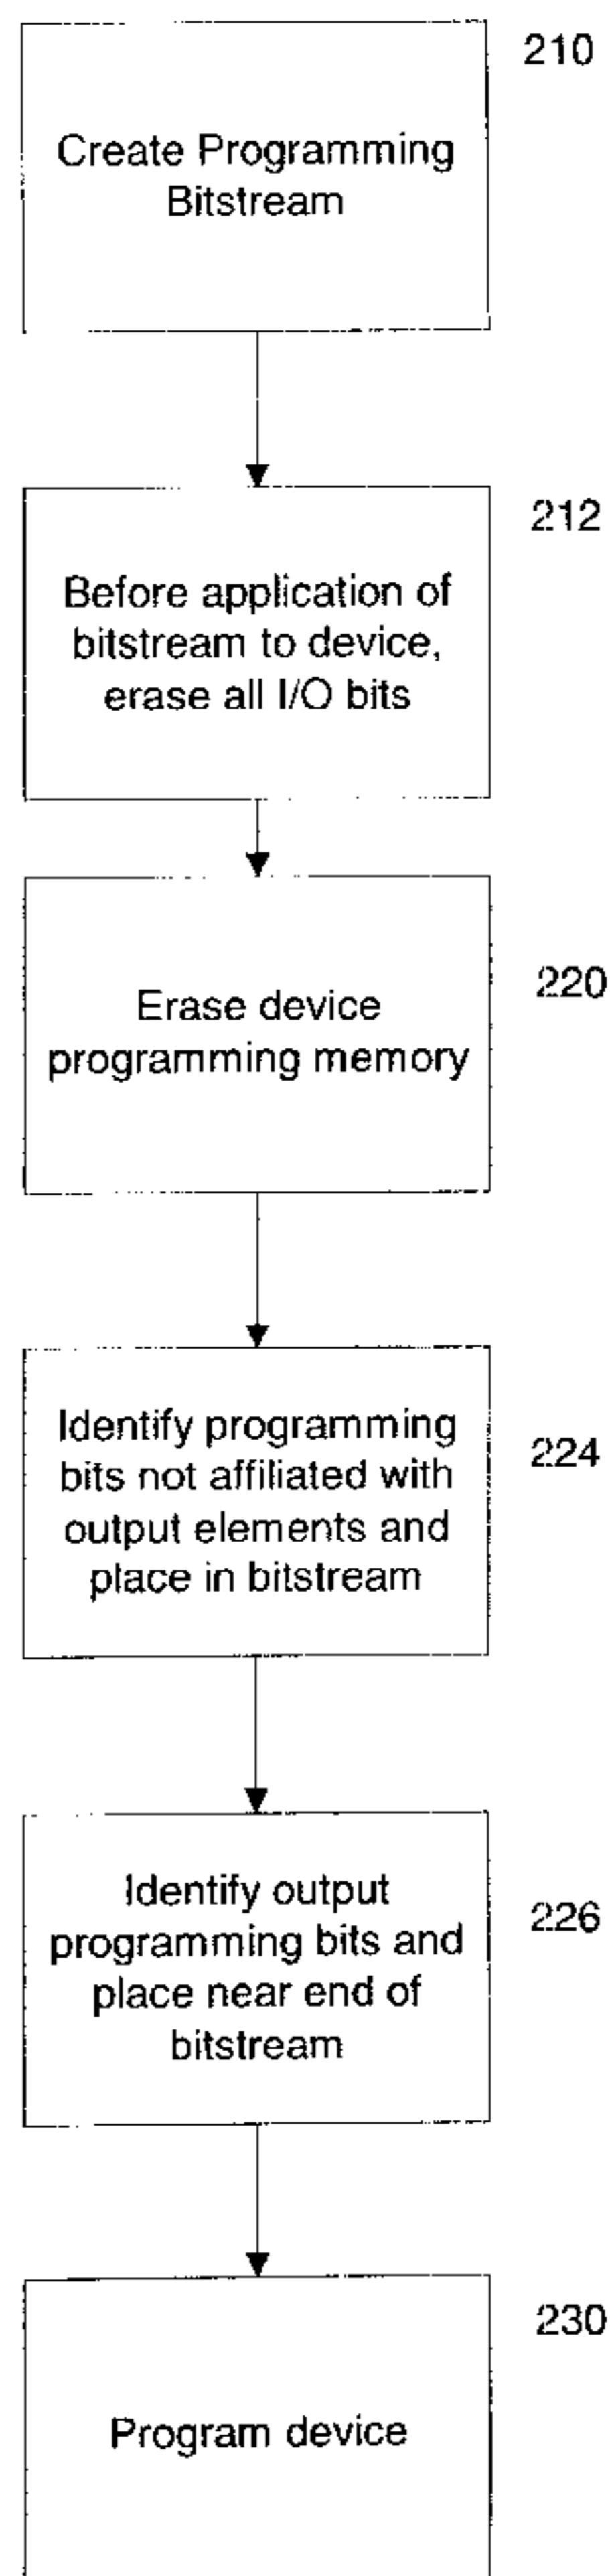 210
Create Programming
Bitstream
212
Before application of
bitstream to device,
erase all I/O bits
220
Erase device
programming memory
224
Identify programming
bits not affiliated with
output elements and
place in bitstream
226
Identify output
programming bits and
place near end of
bitstream
230
Program device